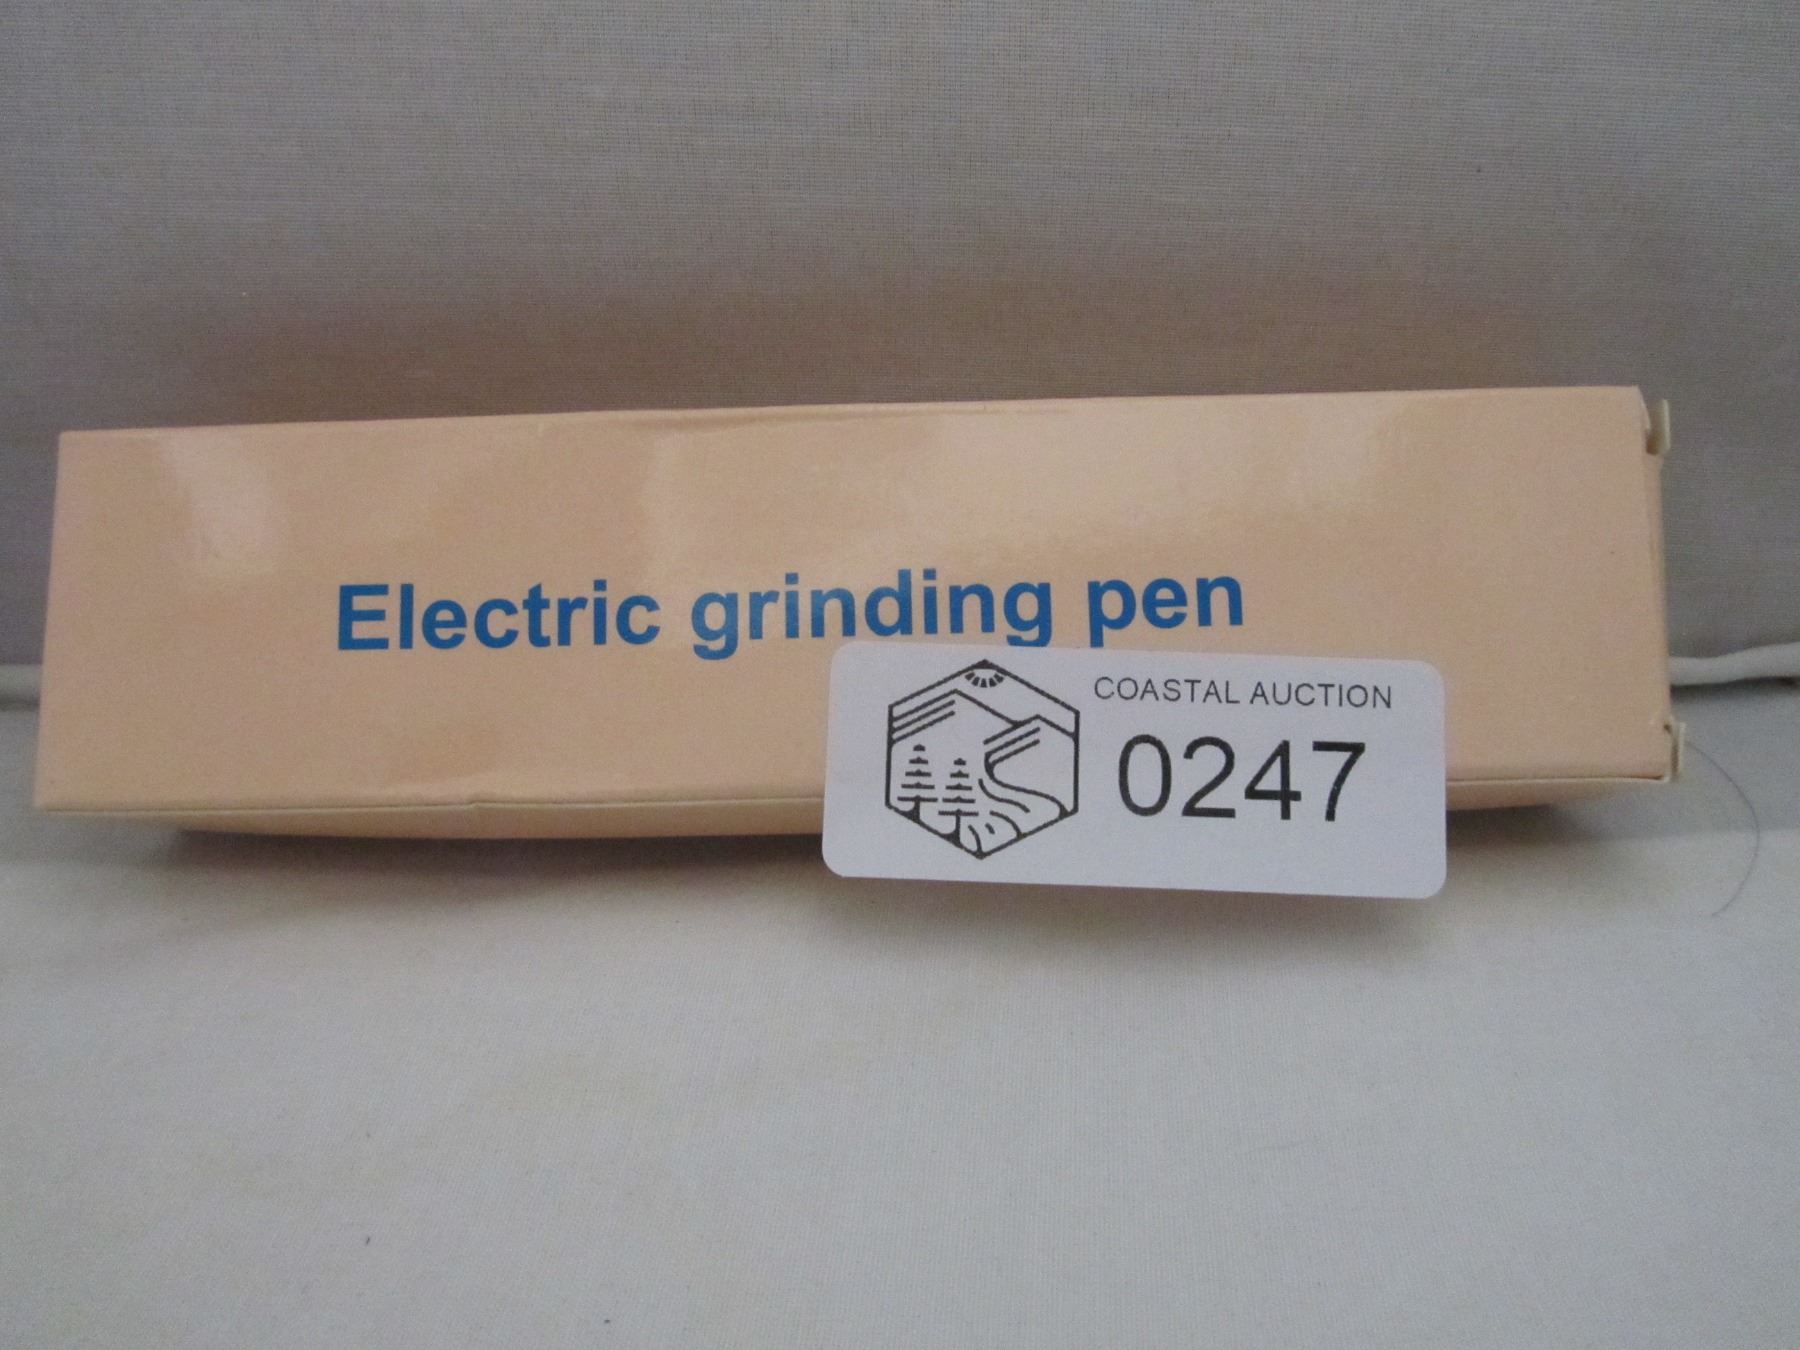 Electric grinding pen
COASTAL AUCTION
0247